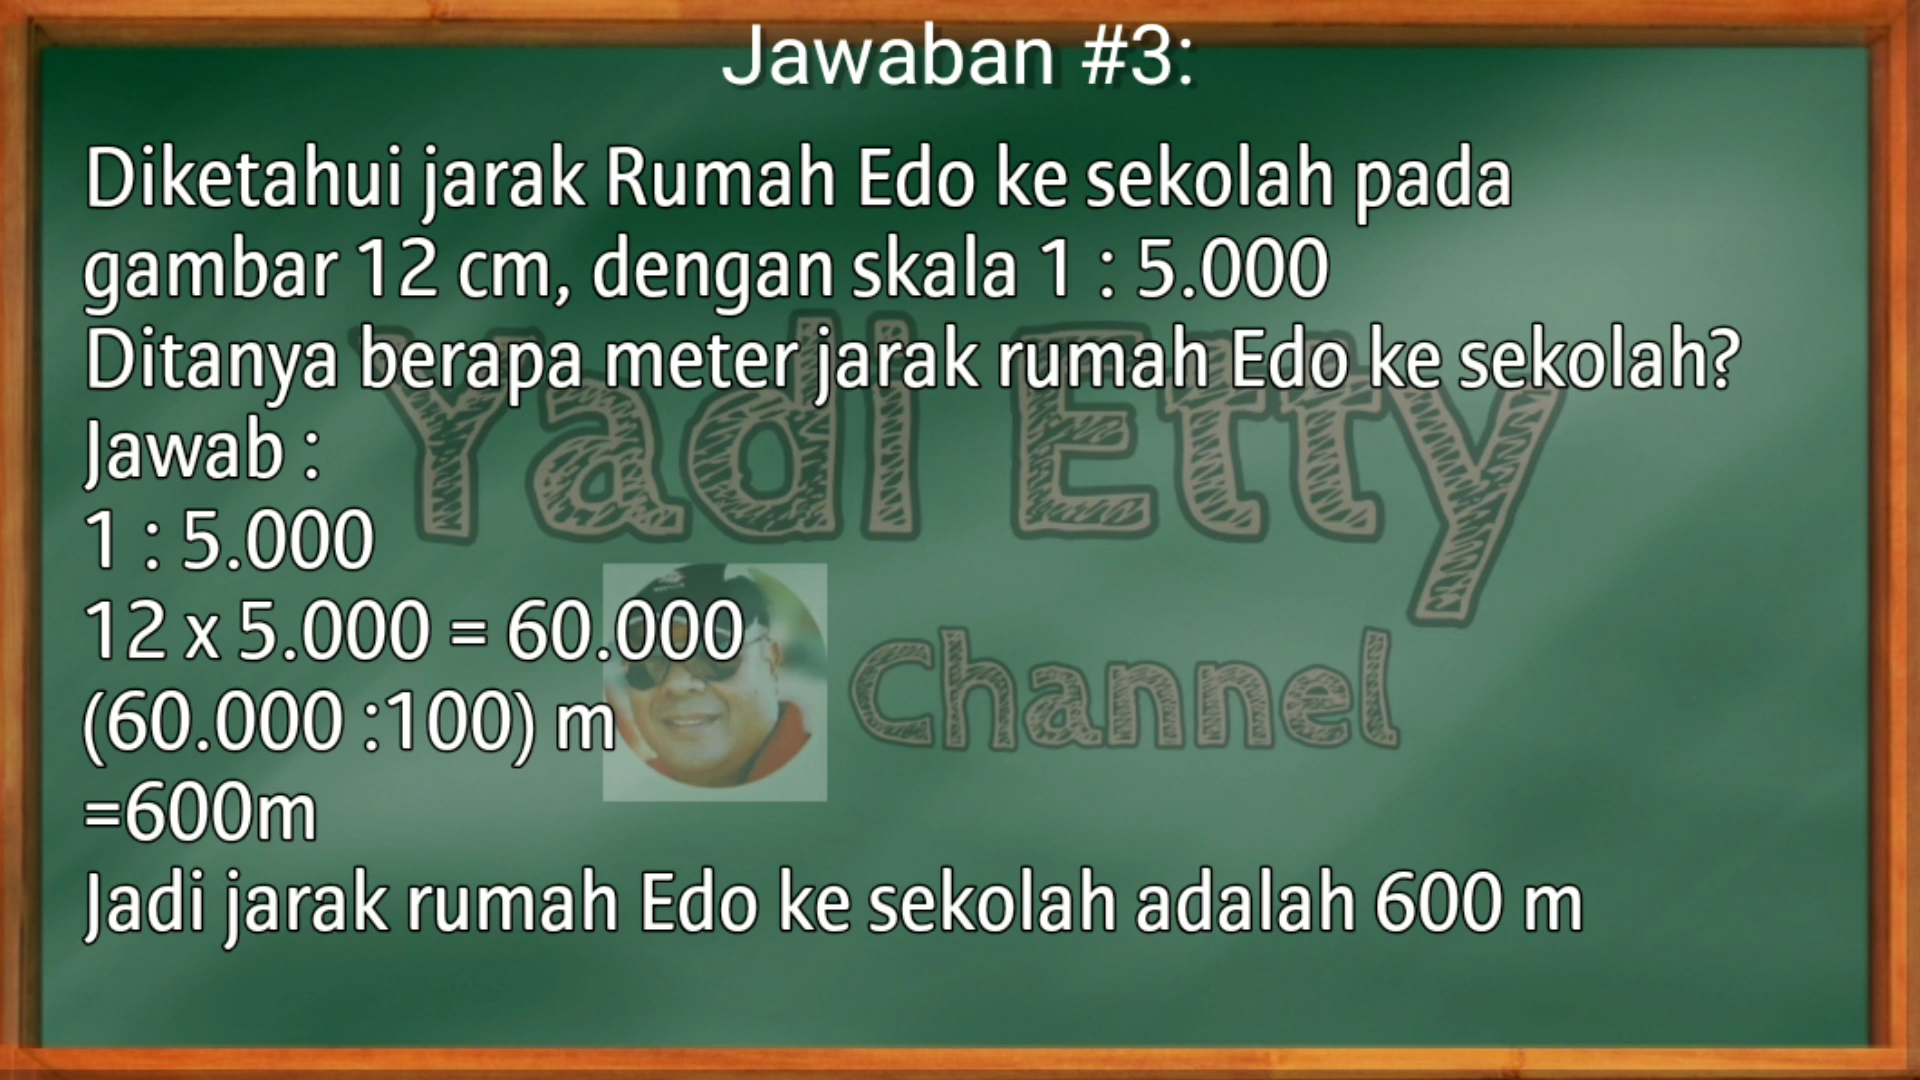 Jawaban #3:
Diketahui jarak Rumah Edo ke sekolah pada
gambar 12 cm, dengan skala 1 : 5.000
Ditanya berapa meter jarak rumah Edo ke sekolah?
Jawab :
1 : 5.000
12 x 5.000 = 60.000
(60.000 :100) m
=600m
Jadi jarak rumah Edo ke sekolah adalah 600 m
Yadi Etty
Channel